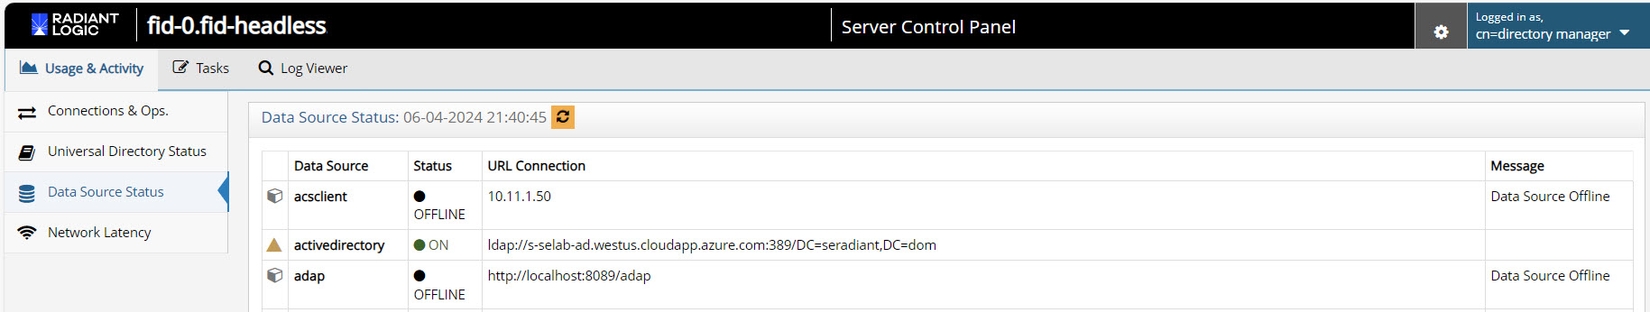 RADIANT LOGIC fid-0.fid-headless Server Control Panel Logged in as, cn=directory manager
Usage & Activity Tasks Log Viewer
Connections & Ops.
Universal Directory Status
Data Source Status
Network Latency
Data Source Status: 06-04-2024 21:40:45
Data Source Status URL Connection Message
acsclient OFFLINE 10.11.1.50 Data Source Offline
activedirectory ON ldap://s-selab-ad.westus.cloudapp.azure.com:389/DC=seradiant,DC=dom
adap OFFLINE http://localhost:8089/adap Data Source Offline